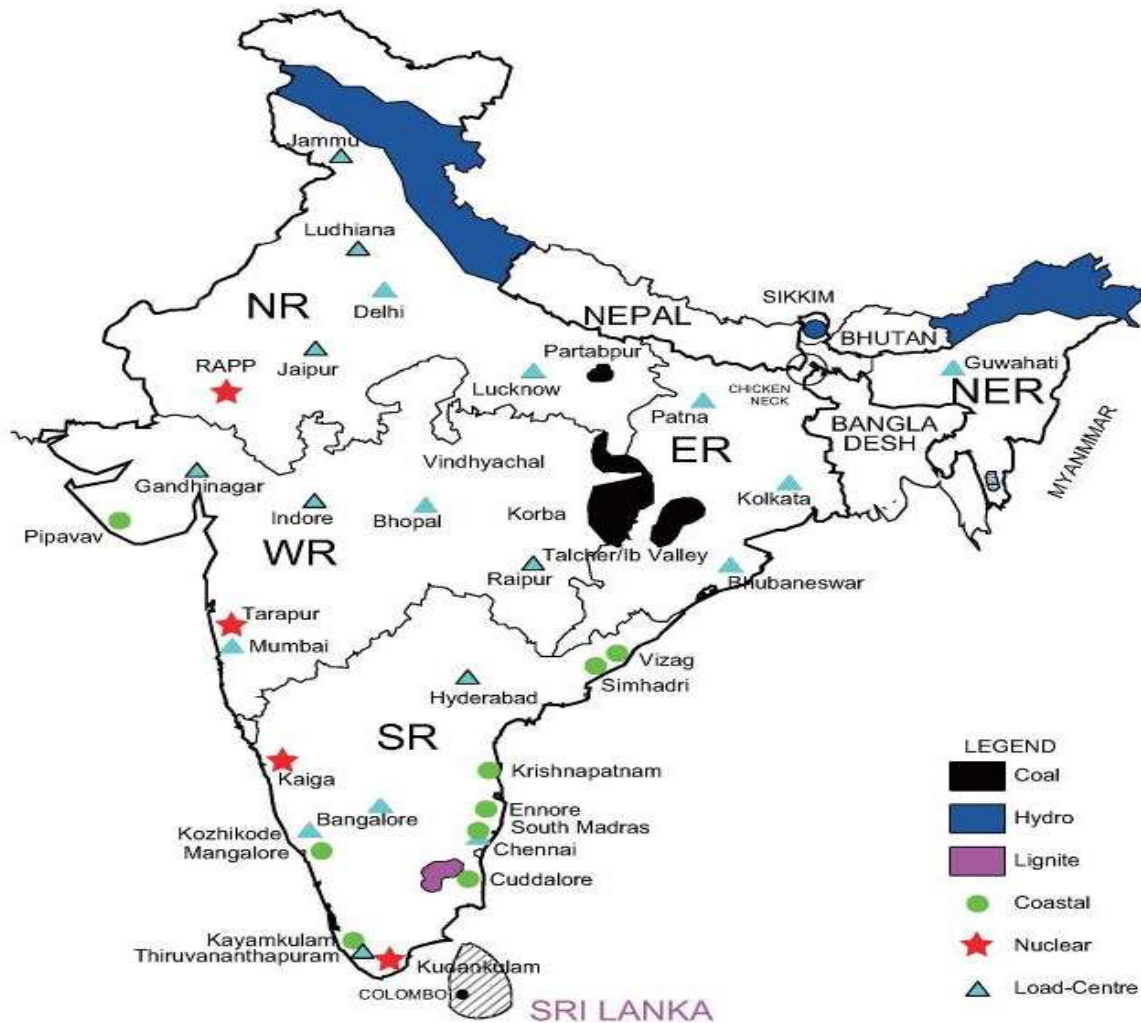 Jammu
Ludhiana
Delhi
NR
NEPAL
SIKKIM
BHUTAN
RAPP
Jaipur
Partabpur
Lucknow
Guwahati
NER
CHICKEN
NECK
Patna
ER
BANGLA
DESH
MYANMMAR
Vindhyachal
Gandhinagar
Kolkata
Pipavav
Indore
Bhopal
Korba
WR
Talcher/Ib Valley
Raipur
Bhubaneswar
Tarapur
Mumbai
Vizag
Simhadri
Hyderabad
SR
Kaiga
Krishnapatnam
Ennore
Bangalore
South Madras
Kozhikode
Mangalore
Chennai
Cuddalore
Kayamkulam
Thiruvananthapuram
Kudankulam
COLOMBO
SRI LANKA
LEGEND
Coal
Hydro
Lignite
Coastal
Nuclear
Load-Centre